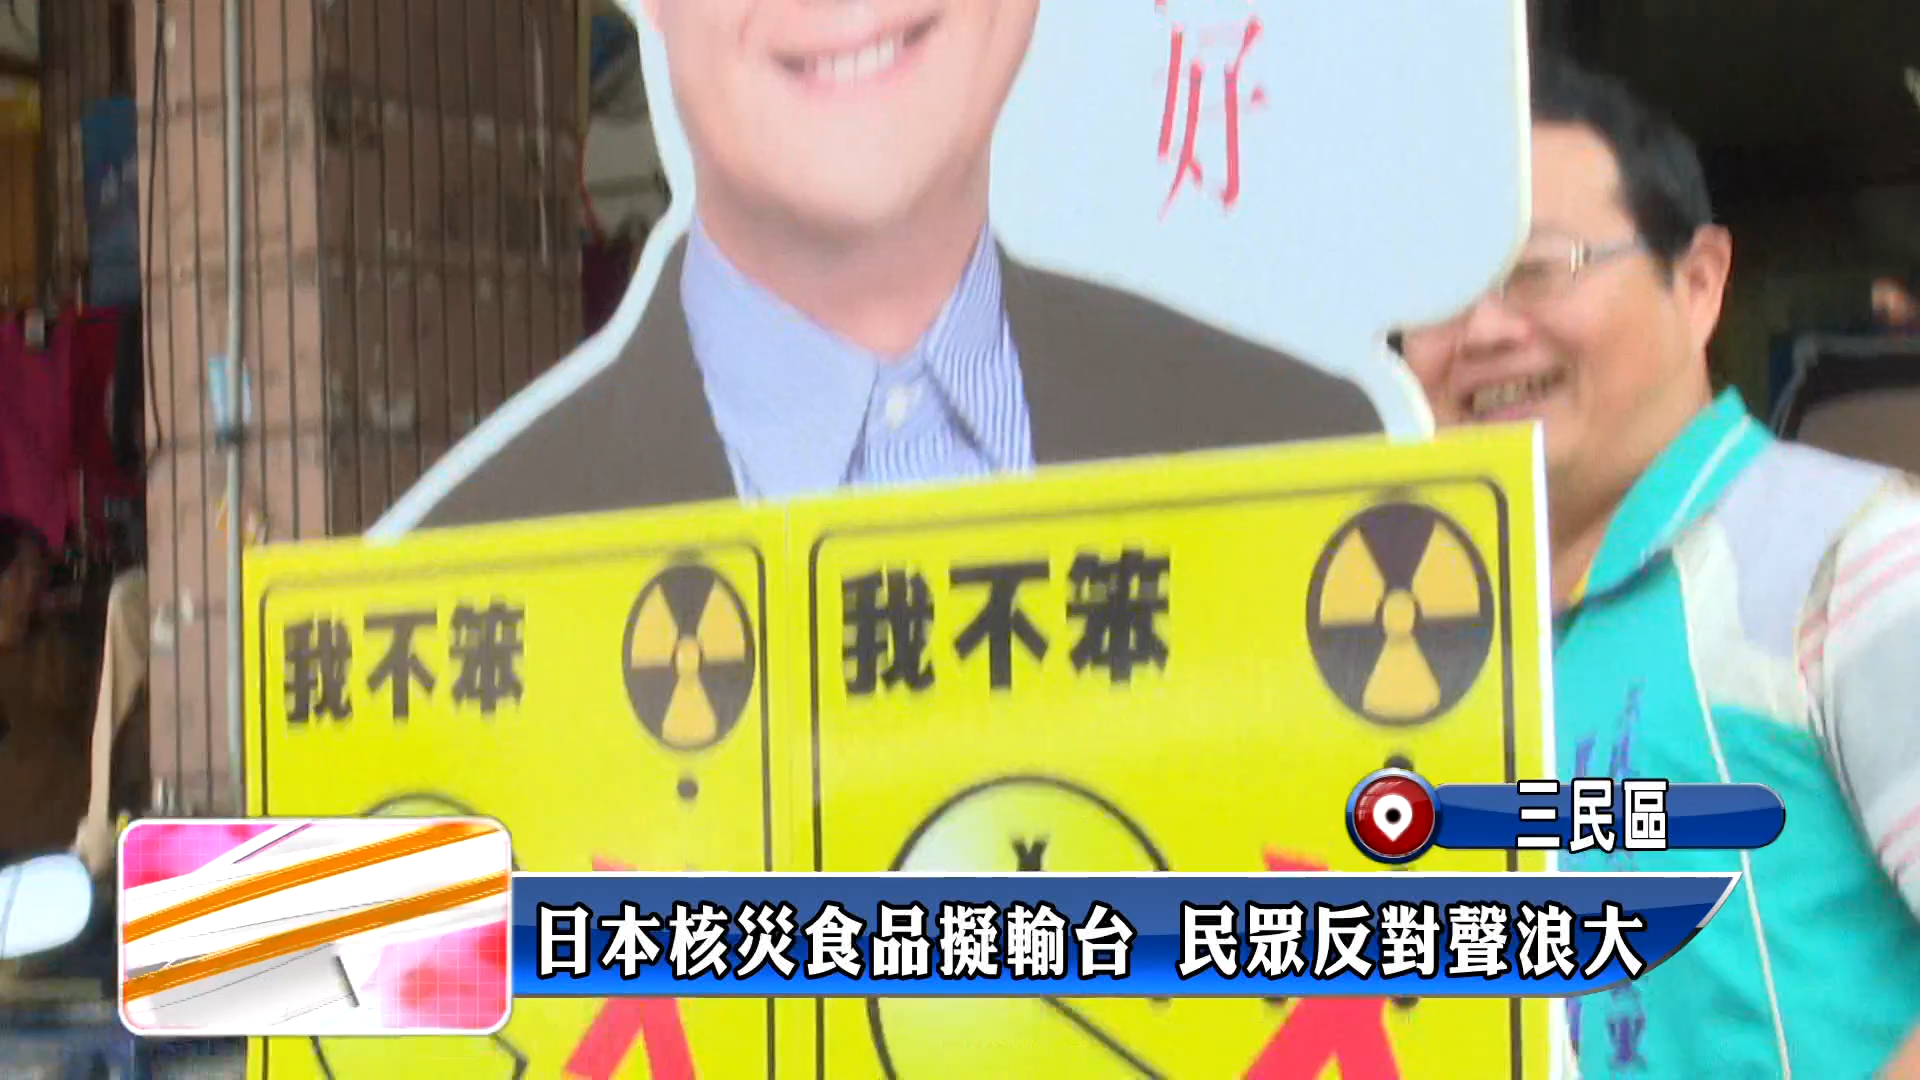 好
我不笨
我不笨
三民區
日本核災食品擬輸台 民眾反對聲浪大
里